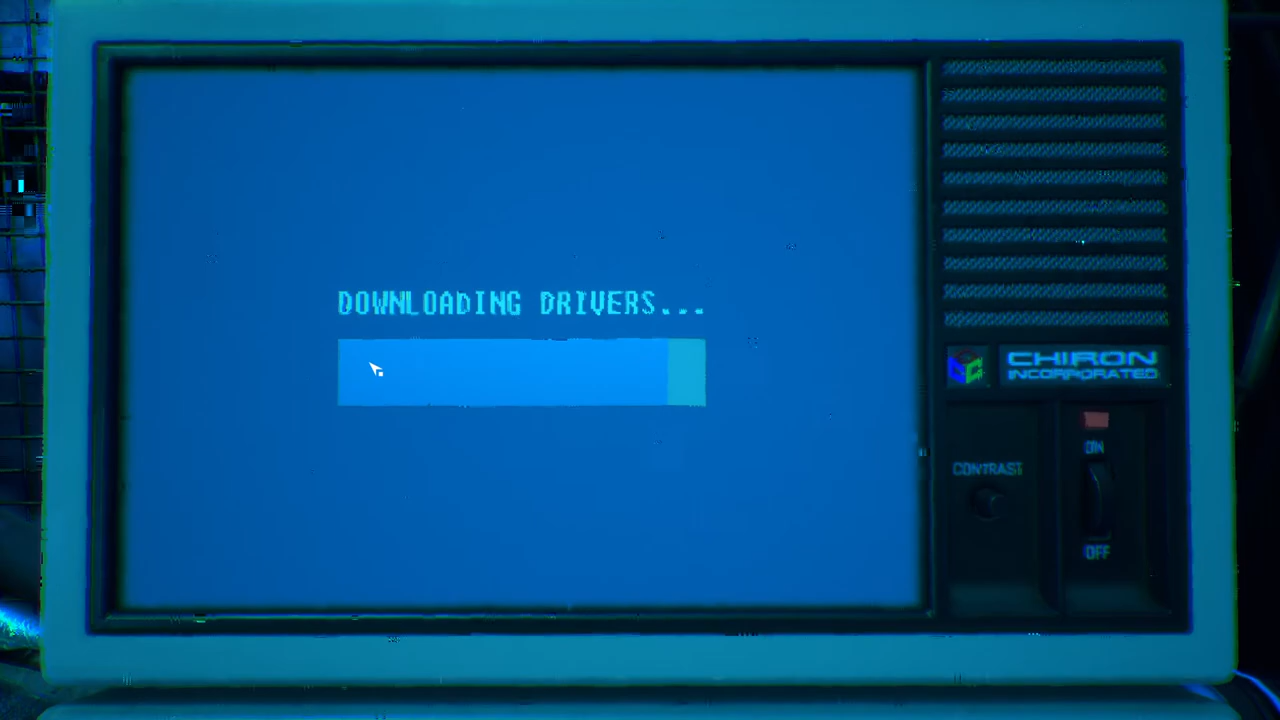 DOWNLOADING DRIVERS...
CHIRON
INCORPORATED
ON
CONTRAST
OFF